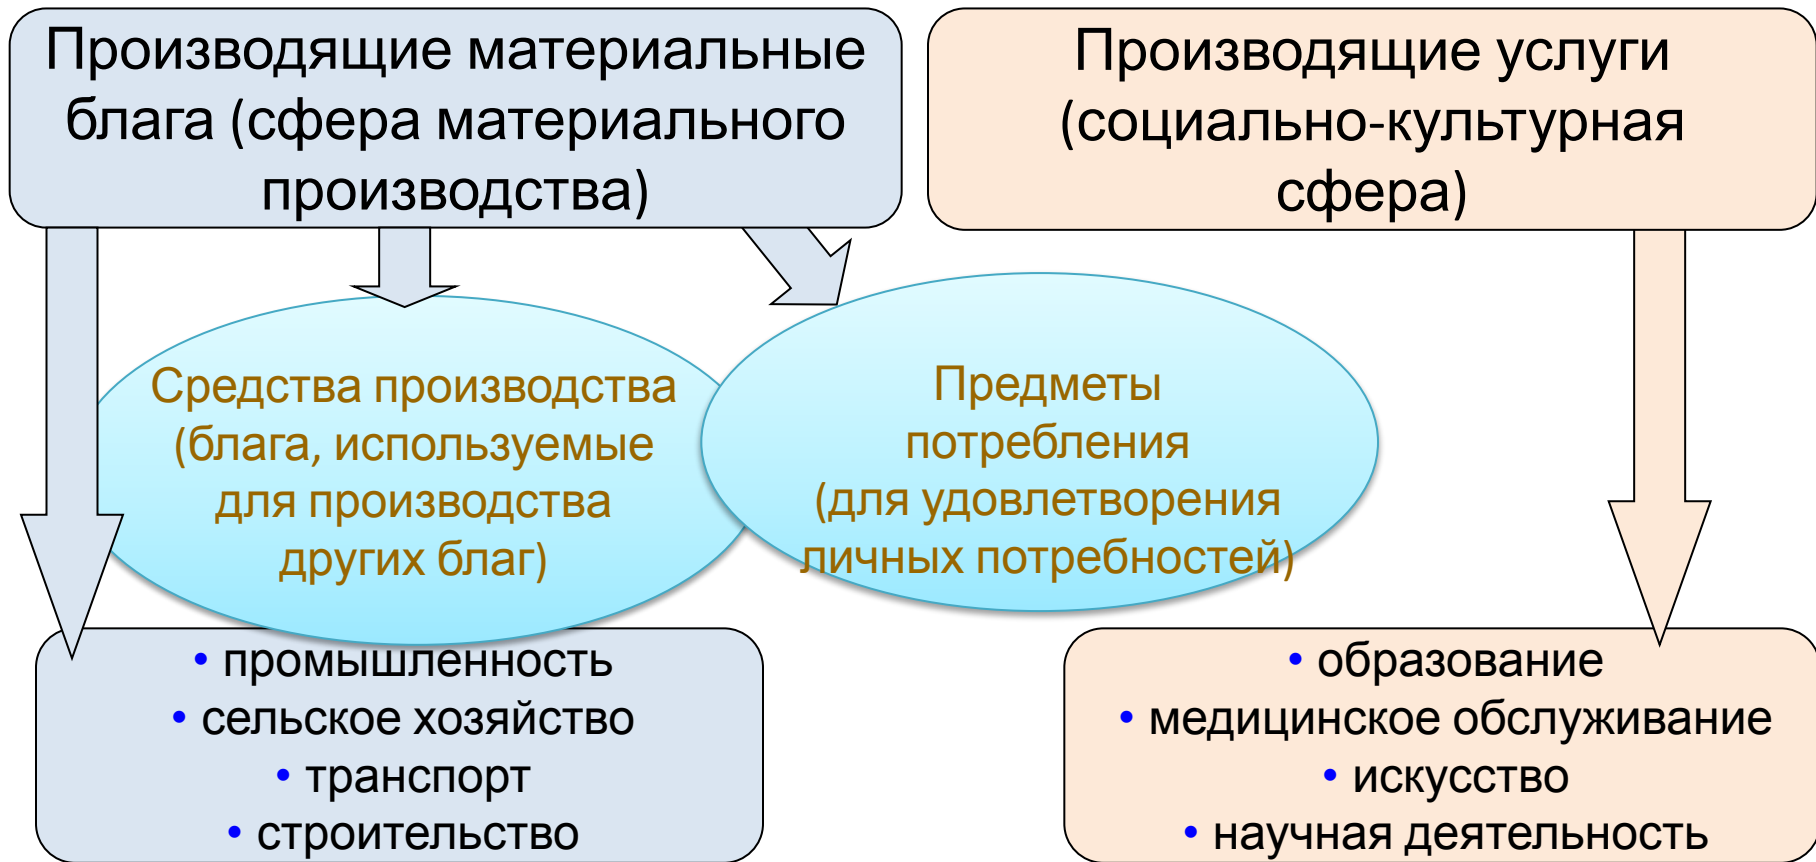 Производящие материальные
блага (сфера материального
производства)
Производящие услуги
(социально-культурная
сфера)
Средства производства
(блага, используемые
для производства
других благ)
Предметы
потребления
(для удовлетворения
личных потребностей)
• промышленность
• сельское хозяйство
• транспорт
• строительство
• образование
• медицинское обслуживание
• искусство
• научная деятельность